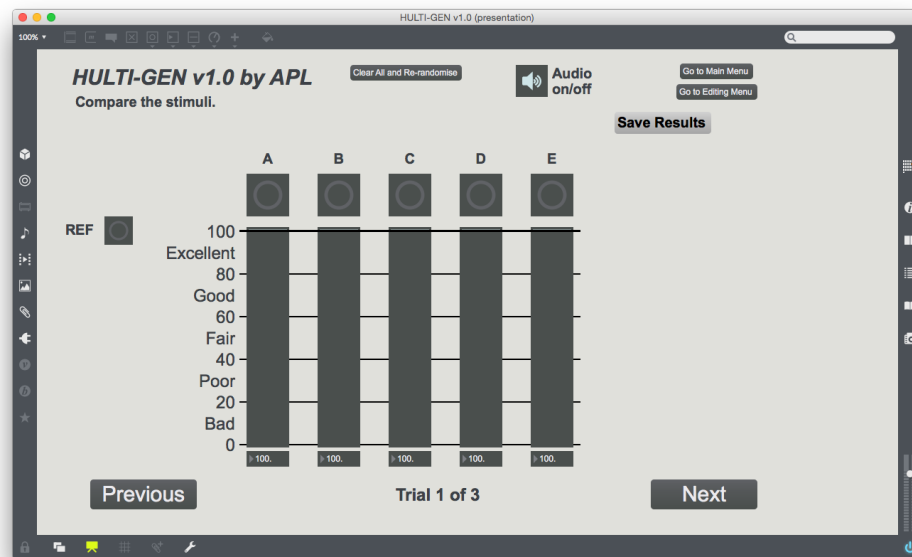 HULTI-GEN v1.0 (presentation)
100%
HULTI-GEN v1.0 by APL
Compare the stimuli.
Clear All and Re-randomise
Audio
on/off
Go to Main Menu
Go to Editing Menu
Save Results
A B C D E
REF
100
Excellent
80
Good
60
Fair
40
Poor
20
Bad
0
100. 100. 100. 100. 100.
Previous
Trial 1 of 3
Next